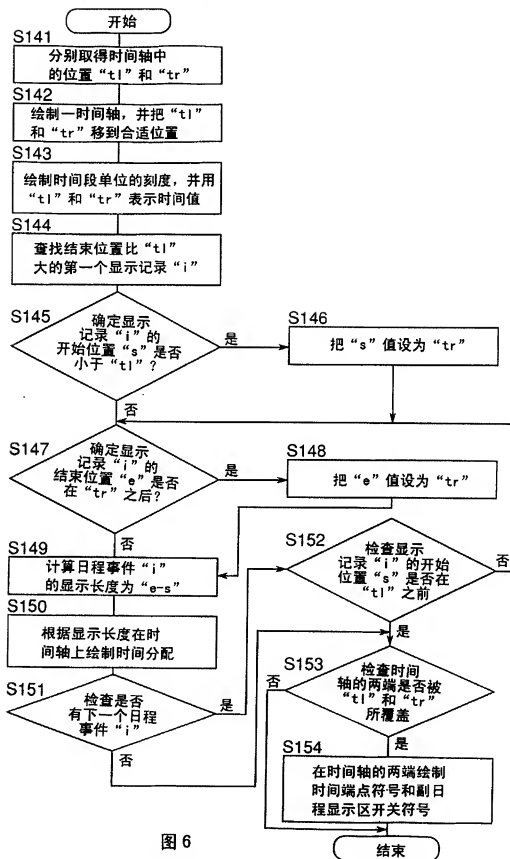 开始
S141
分别取得时间轴中
的位置“tl”和“tr”
S142
绘制一时间轴，并把“tl”
和“tr”移到合适位置
S143
绘制时间段单位的刻度，并用
“tl”和“tr”表示时间值
S144
查找结束位置比“tl”
大的第一个显示记录“i”
S145
确定显示
记录“i”的
开始位置“s”是否
小于“tl”？
是
否
S146
把“s”值设为“tr”
S147
确定显示
记录“i”的
结束位置“e”是否
在“tr”之后?
是
否
S148
把“e”值设为“tr”
S149
计算日程事件“i”
的显示长度为“e-s”
S150
根据显示长度在时
间轴上绘制时间分配
S151
检查是否
有下一个日程
事件“i”
是
否
S152
检查显示
记录“i”的开始
位置“s”是否在
“tl”之前
否
是
S153
检查时间
轴的两端是否被
“tl”和“tr”
所覆盖
否
是
S154
在时间轴的两端绘制
时间端点符号和副日
程显示区开关符号
结束
图 6